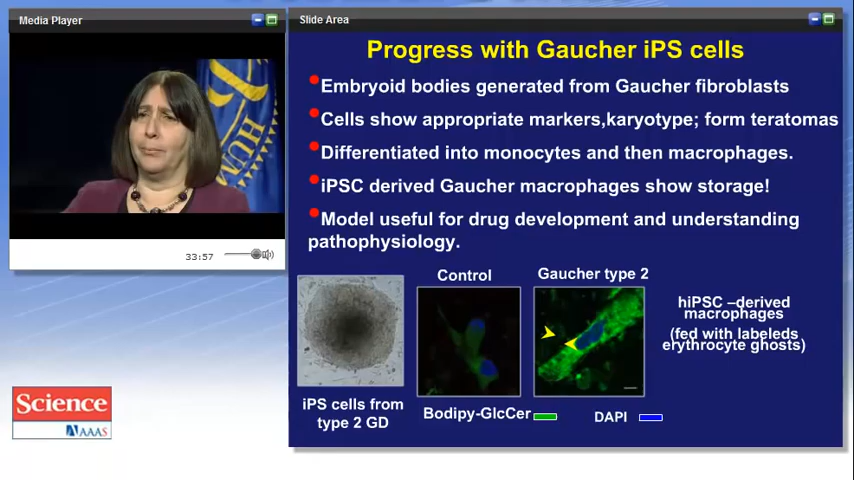 Media Player
Slide Area
Progress with Gaucher iPS cells
Embryoid bodies generated from Gaucher fibroblasts
Cells show appropriate markers,karyotype; form teratomas
Differentiated into monocytes and then macrophages.
iPSC derived Gaucher macrophages show storage!
Model useful for drug development and understanding
pathophysiology.
33:57
Control
Gaucher type 2
hiPSC –derived
macrophages
(fed with labeleds
erythrocyte ghosts)
iPS cells from
type 2 GD
Bodipy-GlcCer
DAPI
Science
AAAS